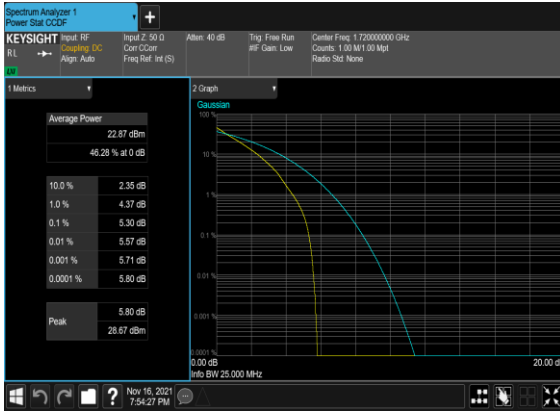 Spectrum Analyzer 1
Power Stat CCDF
+
KEYSIGHT
RL
Input: RF
Coupling: DC
Align: Auto
Input Z: 50 Ω
Corr CCorr
Freq Ref: Int (S)
Atten: 40 dB
Trig: Free Run
#IF Gain: Low
Center Freq: 1.720000000 GHz
Counts: 1.00 M/1.00 Mpt
Radio Std: None
1 Metrics
Average Power
22.87 dBm
46.28 % at 0 dB
10.0 % 2.35 dB
1.0 % 4.37 dB
0.1 % 5.30 dB
0.01 % 5.57 dB
0.001 % 5.71 dB
0.0001 % 5.80 dB
Peak
5.80 dB
28.67 dBm
2 Graph
Gaussian
100 %
10 %
1 %
0.1 %
0.01 %
0.001 %
0.0001 %
0.00 dB
20.00 d
Info BW 25.000 MHz
?
Nov 16, 2021
7:54:27 PM